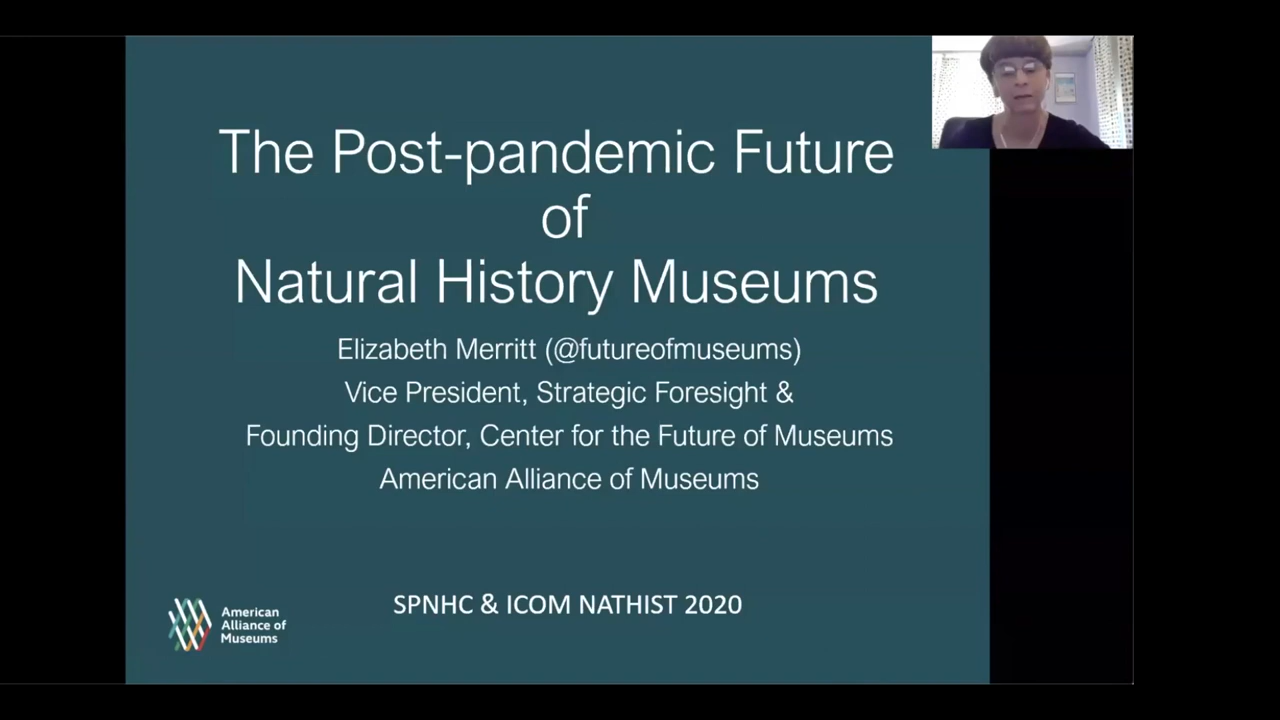 The Post-pandemic Future
of
Natural History Museums
Elizabeth Merritt (@futureofmuseums)
Vice President, Strategic Foresight &
Founding Director, Center for the Future of Museums
American Alliance of Museums
SPNHC & ICOM NATHIST 2020
American
Alliance of
Museums